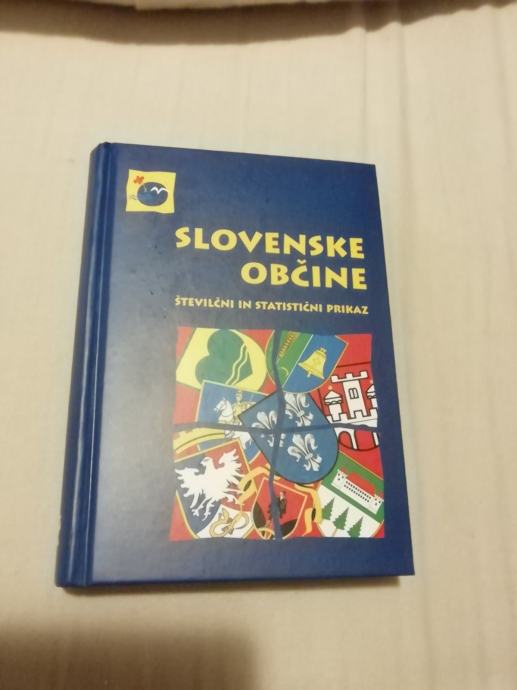 SLOVENSKE
OBČINE
ŠTEVILČNI IN STATISTIČNI PRIKAZ